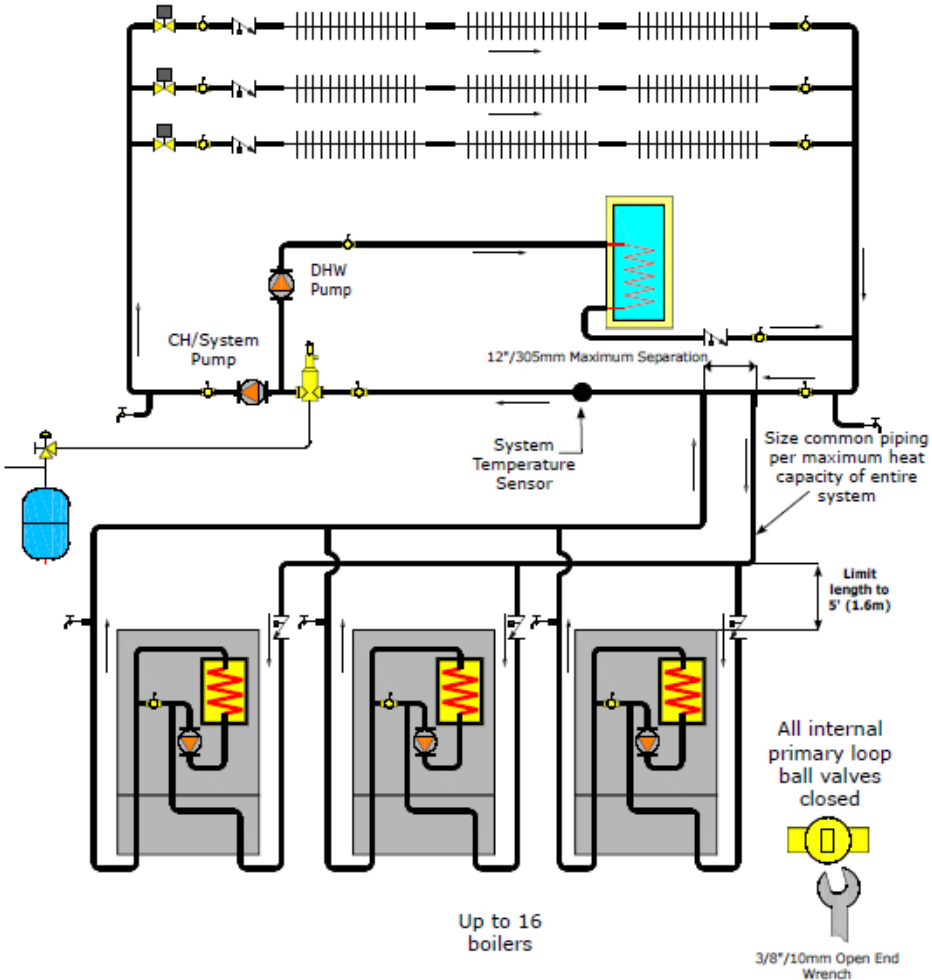 DHW
Pump
CH/System
Pump
12"/305mm Maximum Separation
System
Temperature
Sensor
Size common piping
per maximum heat
capacity of entire
system
Limit
length to
5' (1.6m)
All internal
primary loop
ball valves
closed
Up to 16
boilers
3/8"/10mm Open End
Wrench